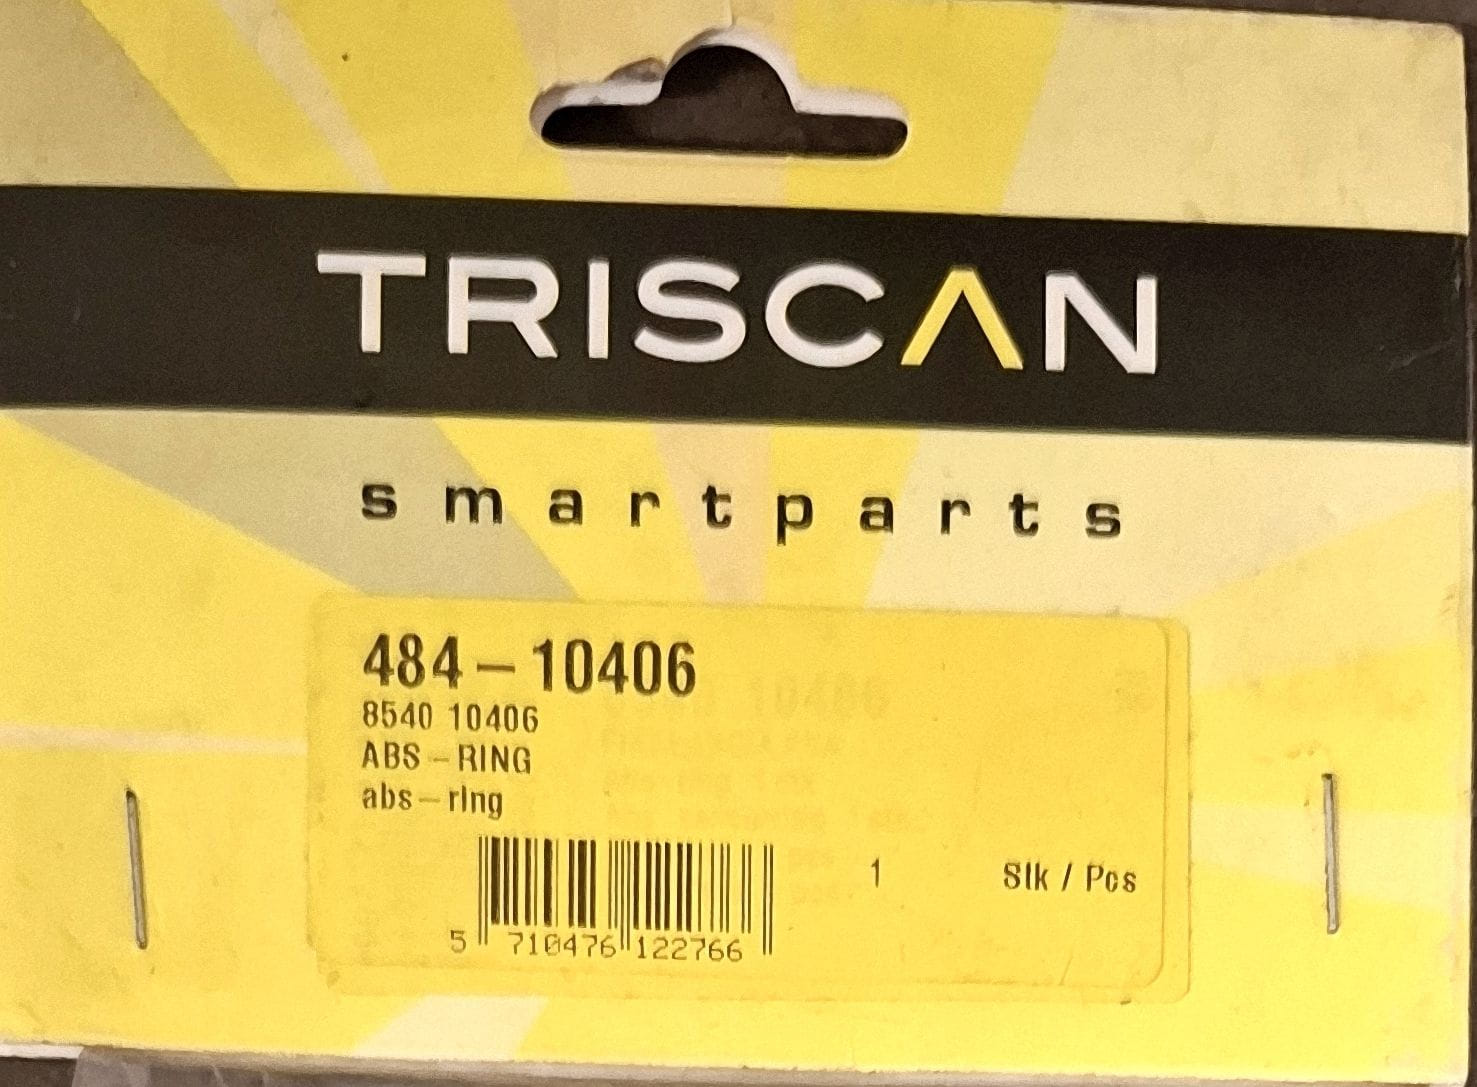 TRISCAN
smartparts
484-10406
8540 10406
ABS-RING
abs-ring
1 Stk / Pcs
5 710476 122766